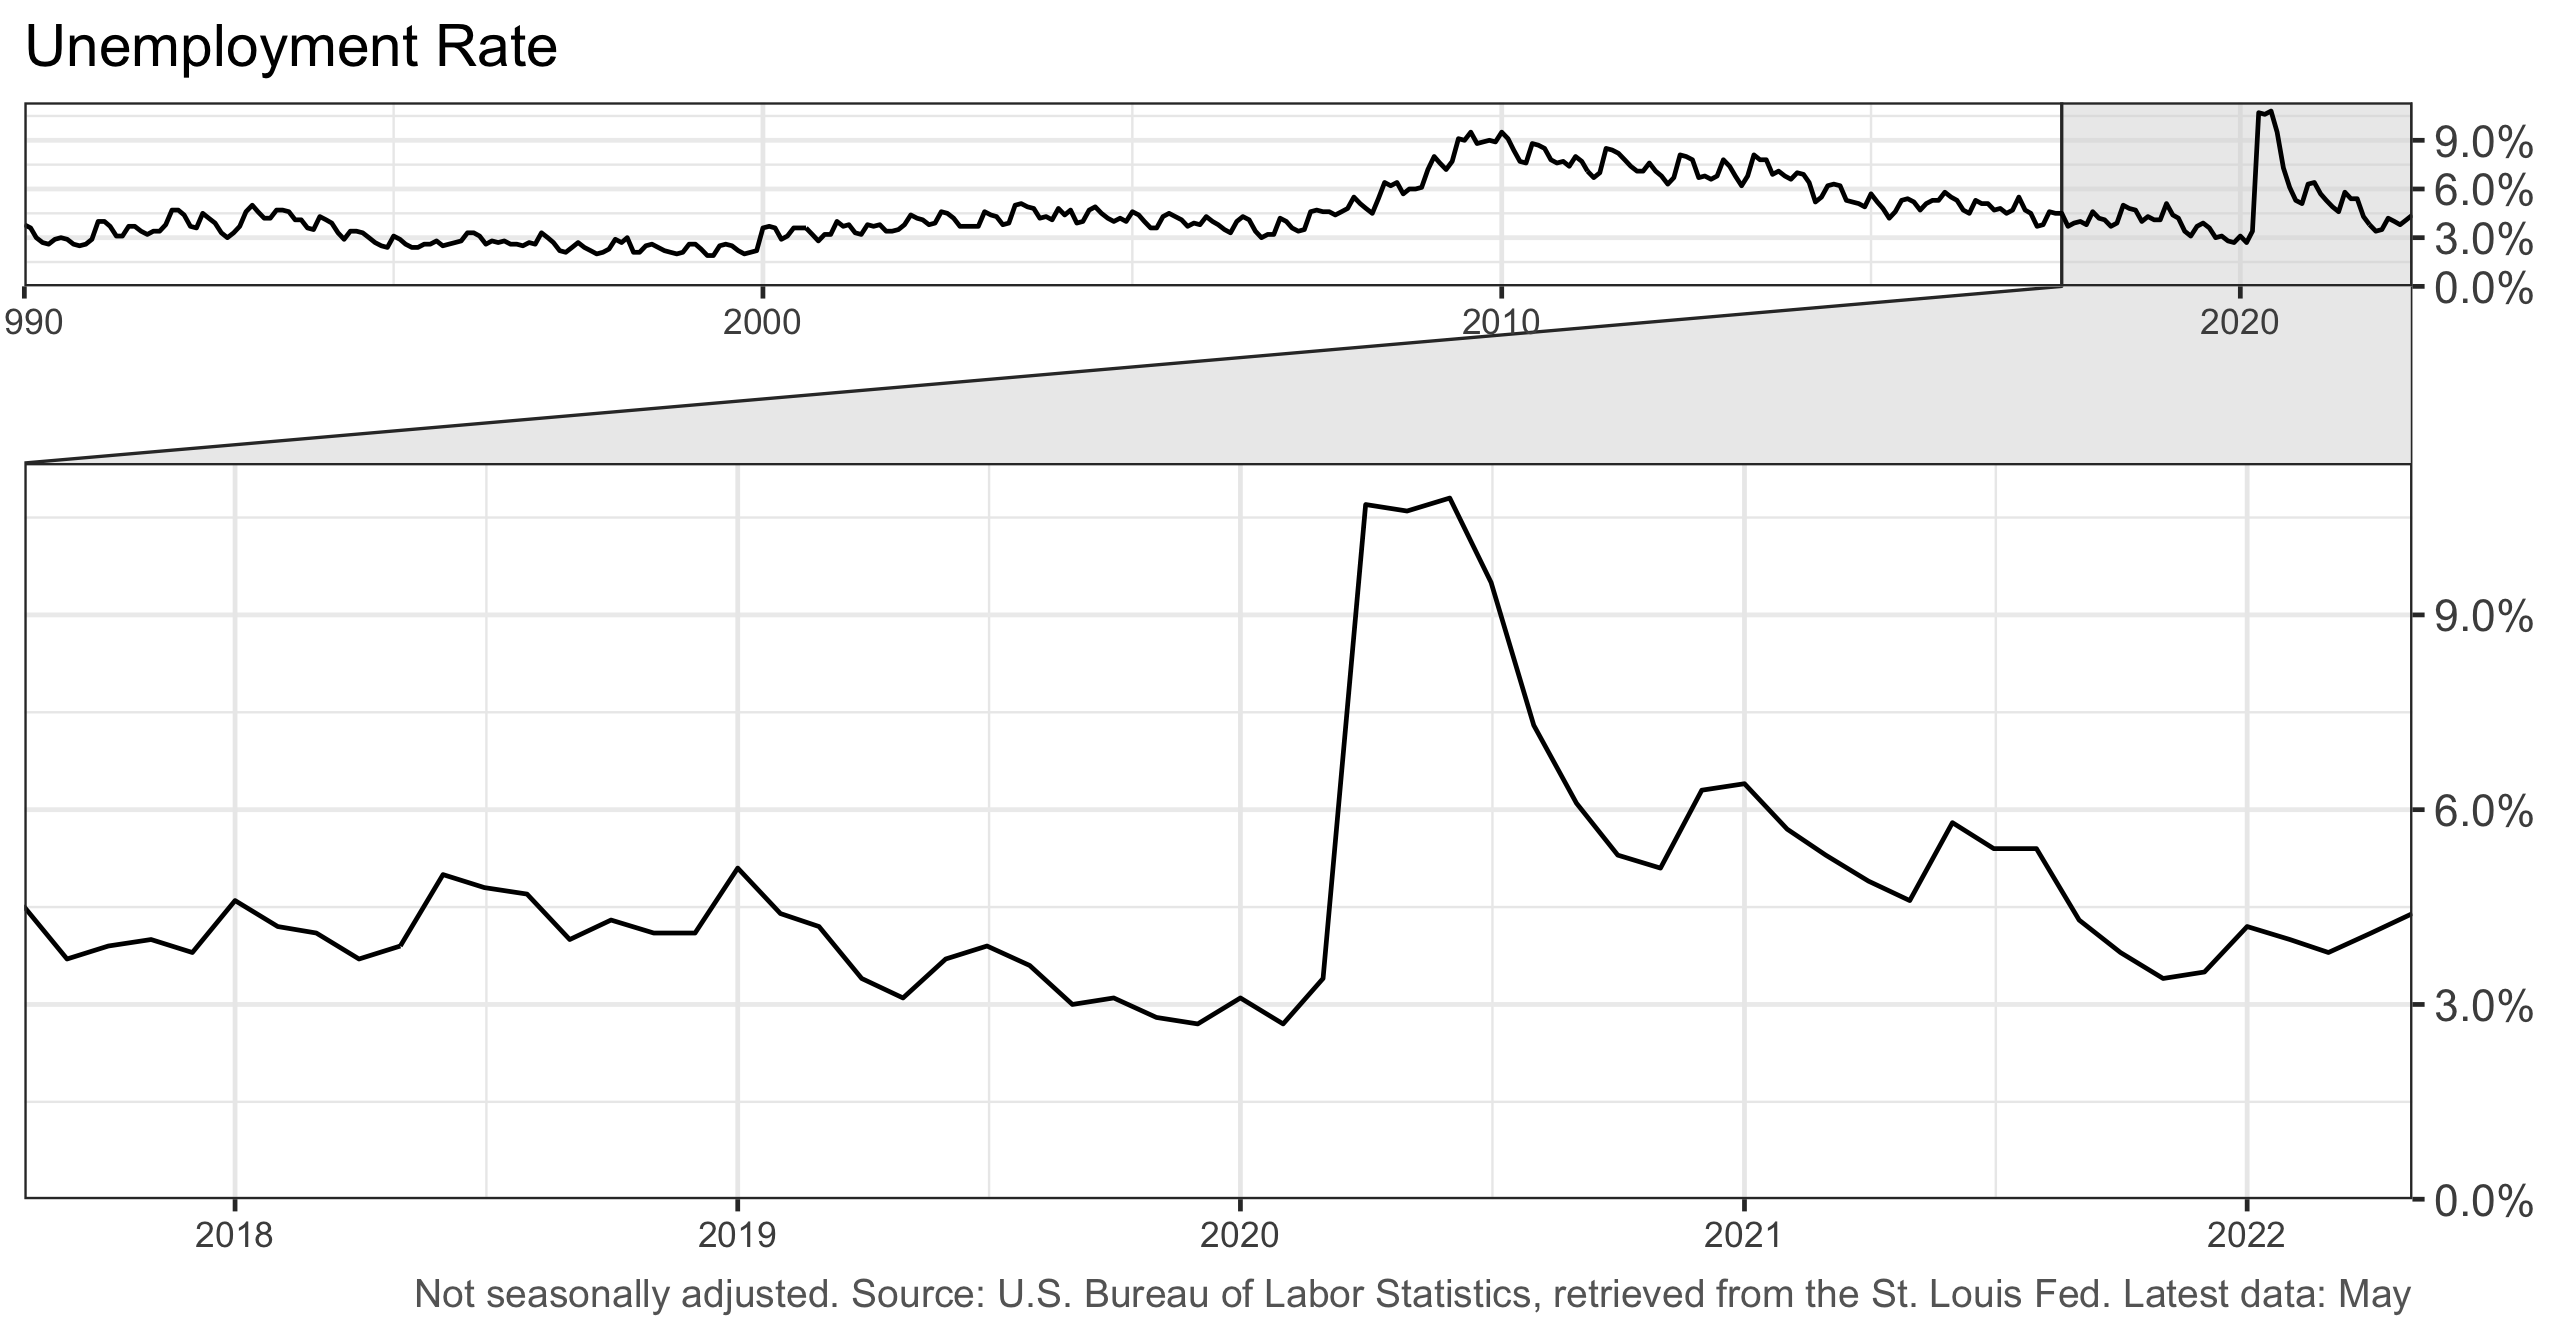 Unemployment Rate
9.0%
6.0%
3.0%
0.0%
990 2000 2010 2020
9.0%
6.0%
3.0%
0.0%
2018 2019 2020 2021 2022
Not seasonally adjusted. Source: U.S. Bureau of Labor Statistics, retrieved from the St. Louis Fed. Latest data: May